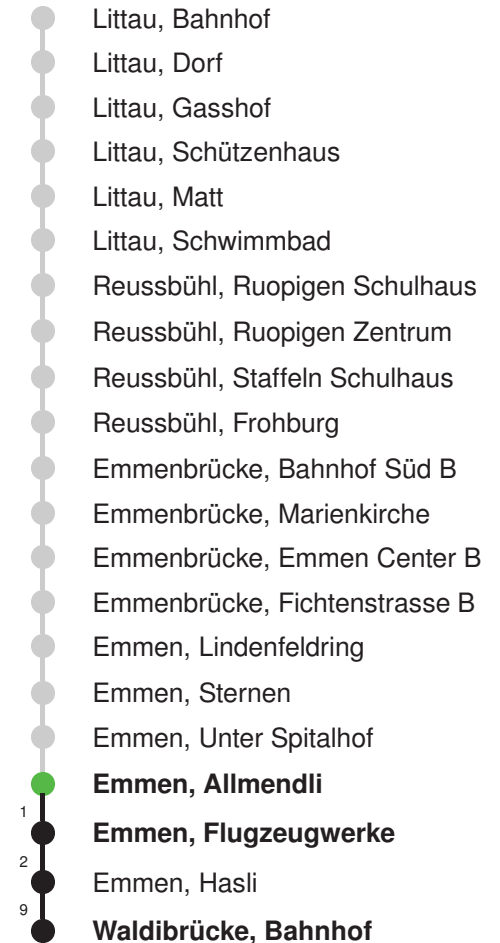 Littau, Bahnhof
Littau, Dorf
Littau, Gasshof
Littau, Schützenhaus
Littau, Matt
Littau, Schwimmbad
Reussbühl, Ruopigen Schulhaus
Reussbühl, Ruopigen Zentrum
Reussbühl, Staffeln Schulhaus
Reussbühl, Frohburg
Emmenbrücke, Bahnhof Süd B
Emmenbrücke, Marienkirche
Emmenbrücke, Emmen Center B
Emmenbrücke, Fichtenstrasse B
Emmen, Lindenfeldring
Emmen, Sternen
Emmen, Unter Spitalhof
Emmen, Allmendli
1 Emmen, Flugzeugwerke
2 Emmen, Hasli
9 Waldibrücke, Bahnhof